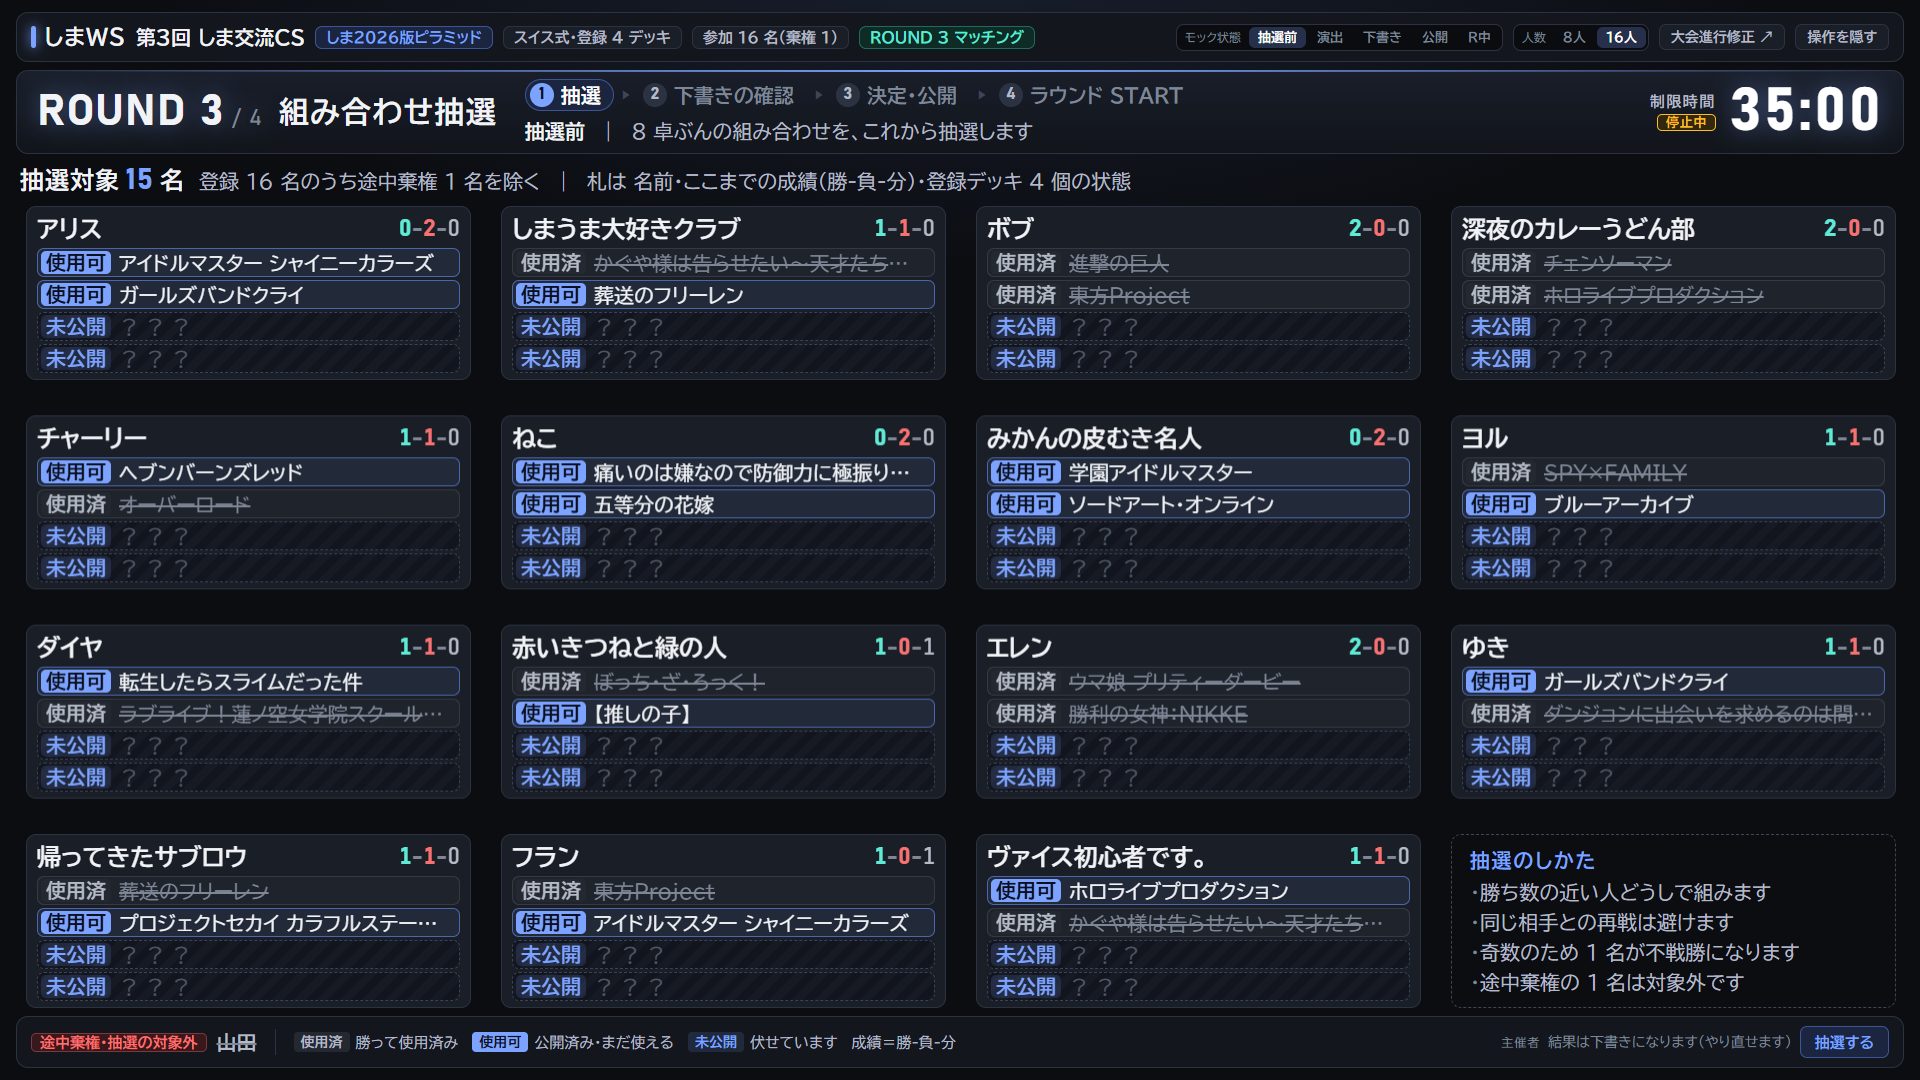 しまWS 第3回 しま交流CS しま2026版ピラミッド スイス式・登録 4 デッキ 参加 16 名(棄権 1) ROUND 3 マッチング モック状態 抽選前 演出 下書き 公開 R中 人数 8人 16人 大会進行修正 ↗ 操作を隠す
ROUND 3 / 4 組み合わせ抽選
1 抽選 ▸ 2 下書きの確認 ▸ 3 決定・公開 ▸ 4 ラウンド START
抽選前 | 8 卓ぶんの組み合わせを、これから抽選します
制限時間 停止中 35:00
抽選対象 15 名 登録 16 名のうち途中棄権 1 名を除く | 札は 名前・ここまでの成績(勝-負-分)・登録デッキ 4 個の状態
アリス 0-2-0
使用可 アイドルマスター シャイニーカラーズ
使用可 ガールズバンドクライ
未公開 ？？？
未公開 ？？？
しまうま大好きクラブ 1-1-0
使用済 かぐや様は告らせたい～天才たち…
使用可 葬送のフリーレン
未公開 ？？？
未公開 ？？？
ボブ 2-0-0
使用済 進撃の巨人
使用済 東方Project
未公開 ？？？
未公開 ？？？
深夜のカレーうどん部 2-0-0
使用済 チェンソーマン
使用済 ホロライブプロダクション
未公開 ？？？
未公開 ？？？
チャーリー 1-1-0
使用可 ヘブンバーンズレッド
使用済 オーバーロード
未公開 ？？？
未公開 ？？？
ねこ 0-2-0
使用可 痛いのは嫌なので防御力に極振り…
使用可 五等分の花嫁
未公開 ？？？
未公開 ？？？
みかんの皮むき名人 0-2-0
使用可 学園アイドルマスター
使用可 ソードアート・オンライン
未公開 ？？？
未公開 ？？？
ヨル 1-1-0
使用済 SPY×FAMILY
使用可 ブルーアーカイブ
未公開 ？？？
未公開 ？？？
ダイヤ 1-1-0
使用可 転生したらスライムだった件
使用済 ラブライブ！蓮ノ空女学院スクール…
未公開 ？？？
未公開 ？？？
赤いきつねと緑の人 1-0-1
使用済 ぼっち・ざ・ろっく！
使用可 【推しの子】
未公開 ？？？
未公開 ？？？
エレン 2-0-0
使用済 ウマ娘 プリティーダービー
使用済 勝利の女神：NIKKE
未公開 ？？？
未公開 ？？？
ゆき 1-1-0
使用可 ガールズバンドクライ
使用済 ダンジョンに出会いを求めるのは間…
未公開 ？？？
未公開 ？？？
帰ってきたサブロウ 1-1-0
使用済 葬送のフリーレン
使用可 プロジェクトセカイ カラフルステー…
未公開 ？？？
未公開 ？？？
フラン 1-0-1
使用済 東方Project
使用可 アイドルマスター シャイニーカラーズ
未公開 ？？？
未公開 ？？？
ヴァイス初心者です。 1-1-0
使用可 ホロライブプロダクション
使用済 かぐや様は告らせたい～天才たち…
未公開 ？？？
未公開 ？？？
抽選のしかた
・勝ち数の近い人どうしで組みます
・同じ相手との再戦は避けます
・奇数のため 1 名が不戦勝になります
・途中棄権の 1 名は対象外です
途中棄権・抽選の対象外 山田 使用済 勝って使用済み 使用可 公開済み・まだ使える 未公開 伏せています 成績＝勝-負-分 主催者 結果は下書きになります(やり直せます) 抽選する